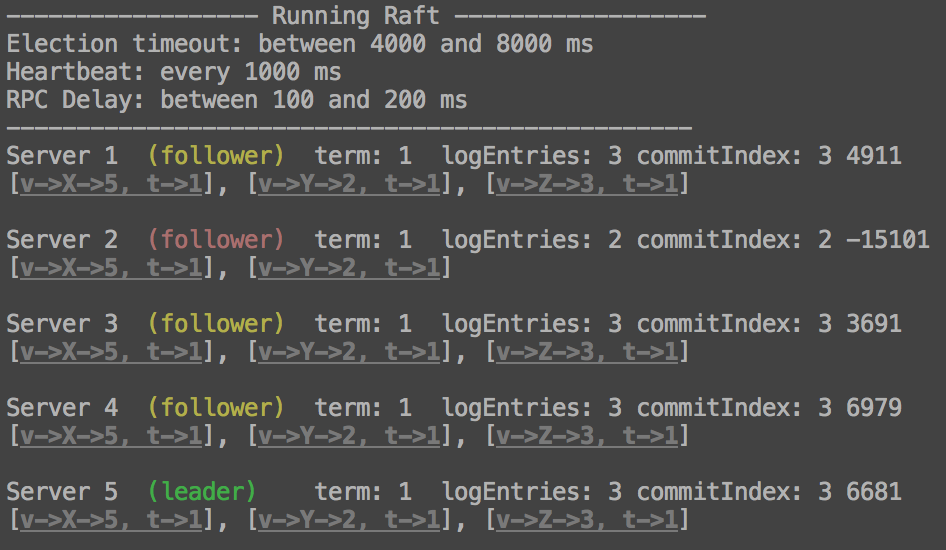 —————————————————— Running Raft ——————————————————
Election timeout: between 4000 and 8000 ms
Heartbeat: every 1000 ms
RPC Delay: between 100 and 200 ms
—————————————————————————————————————————————————
Server 1  (follower)  term: 1  logEntries: 3 commitIndex: 3 4911
[v->X->5, t->1], [v->Y->2, t->1], [v->Z->3, t->1]
Server 2  (follower)  term: 1  logEntries: 2 commitIndex: 2 -15101
[v->X->5, t->1], [v->Y->2, t->1]
Server 3  (follower)  term: 1  logEntries: 3 commitIndex: 3 3691
[v->X->5, t->1], [v->Y->2, t->1], [v->Z->3, t->1]
Server 4  (follower)  term: 1  logEntries: 3 commitIndex: 3 6979
[v->X->5, t->1], [v->Y->2, t->1], [v->Z->3, t->1]
Server 5  (leader)    term: 1  logEntries: 3 commitIndex: 3 6681
[v->X->5, t->1], [v->Y->2, t->1], [v->Z->3, t->1]